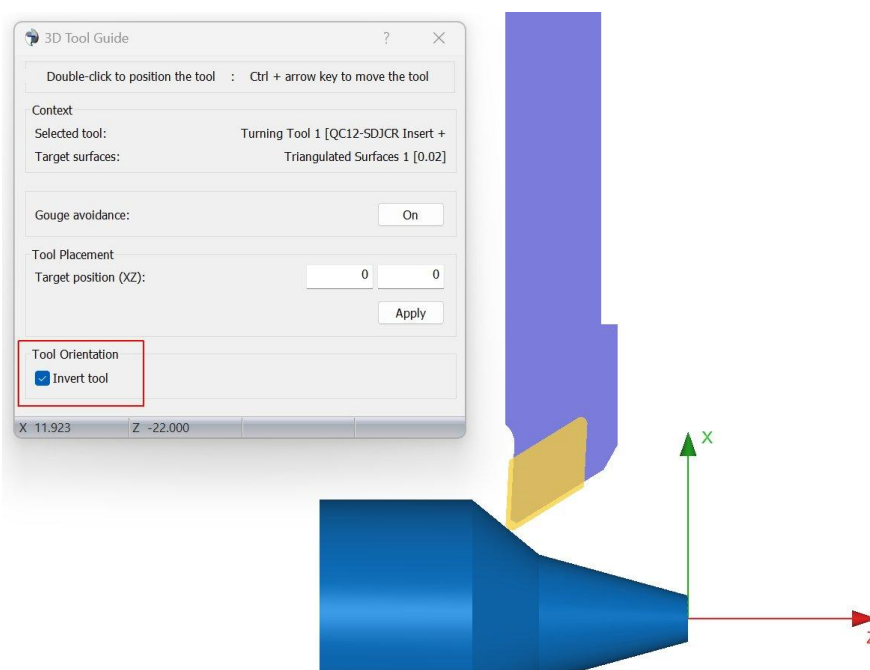 3D Tool Guide ?
Double-click to position the tool : Ctrl + arrow key to move the tool
Context
Selected tool: Turning Tool 1 [QC12-SDJCR Insert +
Target surfaces: Triangulated Surfaces 1 [0.02]
Gouge avoidance: On
Tool Placement
Target position (XZ): 0 0
Apply
Tool Orientation
Invert tool
X 11.923 Z -22.000
X
Z